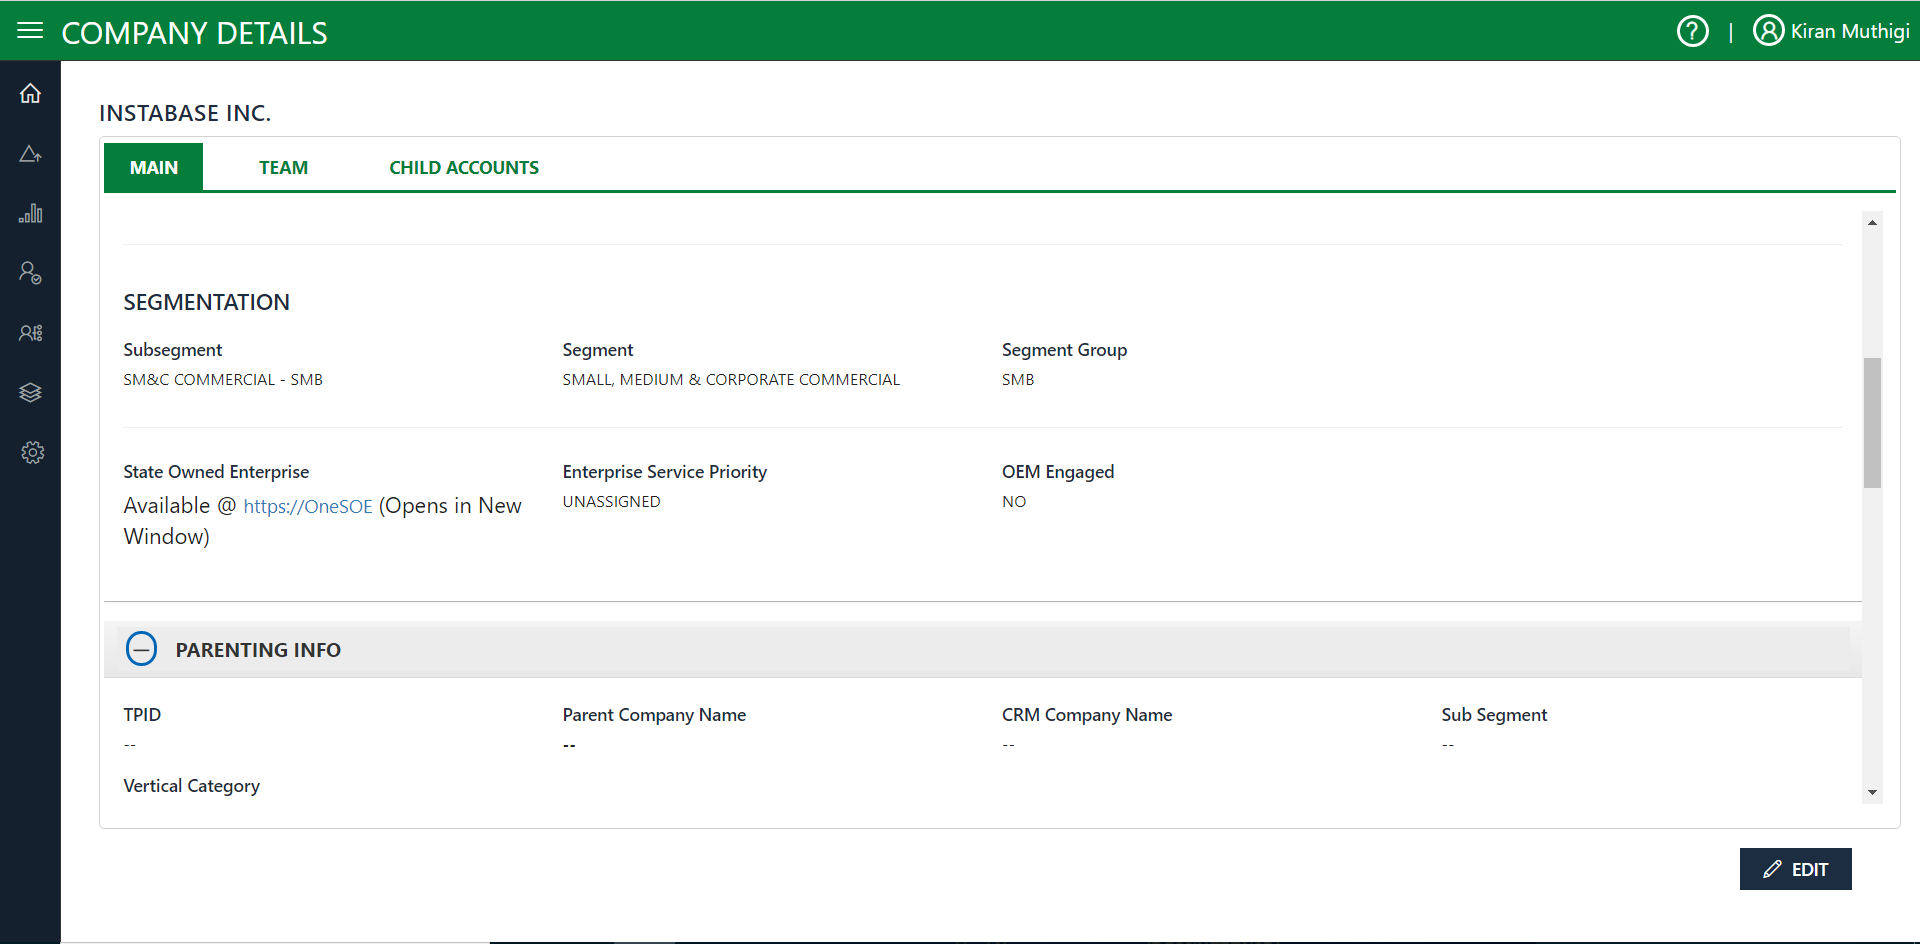 COMPANY DETAILS
? | Kiran Muthigi
INSTABASE INC.
MAIN TEAM CHILD ACCOUNTS
SEGMENTATION
Subsegment Segment Segment Group
SM&C COMMERCIAL - SMB SMALL, MEDIUM & CORPORATE COMMERCIAL SMB
State Owned Enterprise Enterprise Service Priority OEM Engaged
Available @ https://OneSOE (Opens in New UNASSIGNED NO
Window)
PARENTING INFO
TPID Parent Company Name CRM Company Name Sub Segment
-- -- -- --
Vertical Category
EDIT